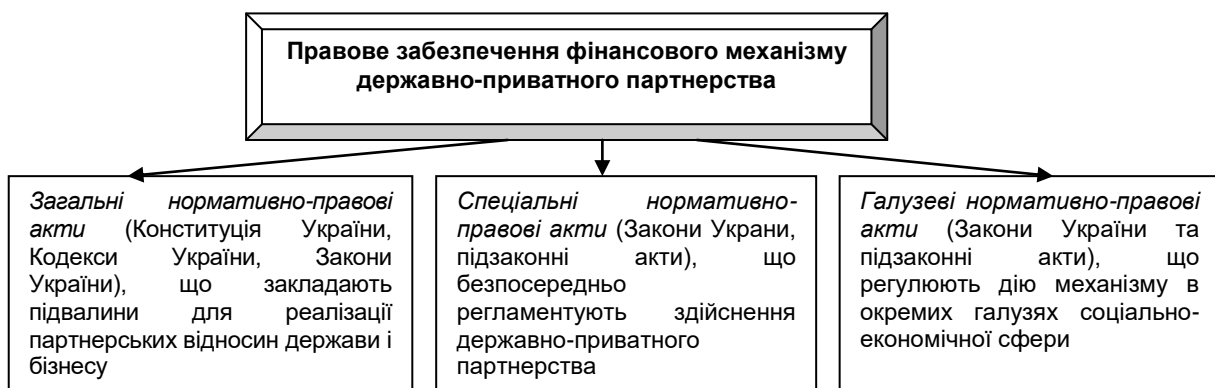 Правове забезпечення фінансового механізму
державно-приватного партнерства
Загальні нормативно-правові
акти (Конституція України,
Кодекси України, Закони
України), що закладають
підвалини для реалізації
партнерських відносин держави і
бізнесу
Спеціальні нормативно-
правові акти (Закони Украни,
підзаконні акти), що
безпосередньо
регламентують здійснення
державно-приватного
партнерства
Галузеві нормативно-правові
акти (Закони України та
підзаконні акти), що
регулюють дію механізму в
окремих галузях соціально-
економічної сфери